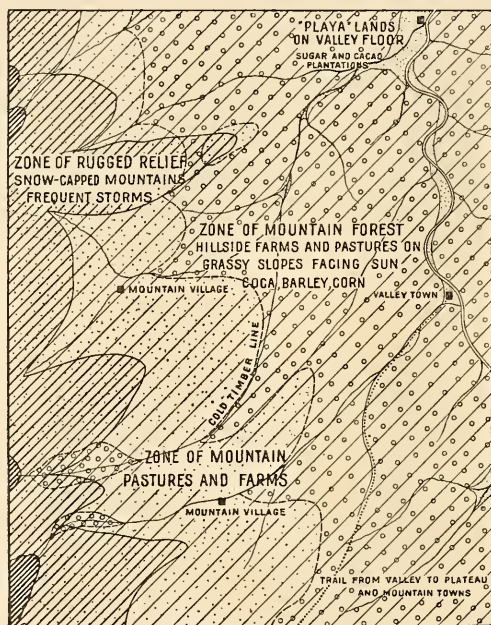 "PLAYA" LANDS
ON VALLEY FLOOR
SUGAR AND CACAO
PLANTATIONS
ZONE OF RUGGED RELIEF
SNOW-CAPPED MOUNTAINS
FREQUENT STORMS
ZONE OF MOUNTAIN FOREST
HILLSIDE FARMS AND PASTURES ON
GRASSY SLOPES FACING SUN
COCA, BARLEY, CORN
MOUNTAIN VILLAGE
VALLEY TOWN
"COLD TIMBER LINE
ZONE OF MOUNTAIN
PASTURES AND FARMS
MOUNTAIN VILLAGE
TRAIL FROM VALLEY TO PLATEAU
AND MOUNTAIN TOWNS